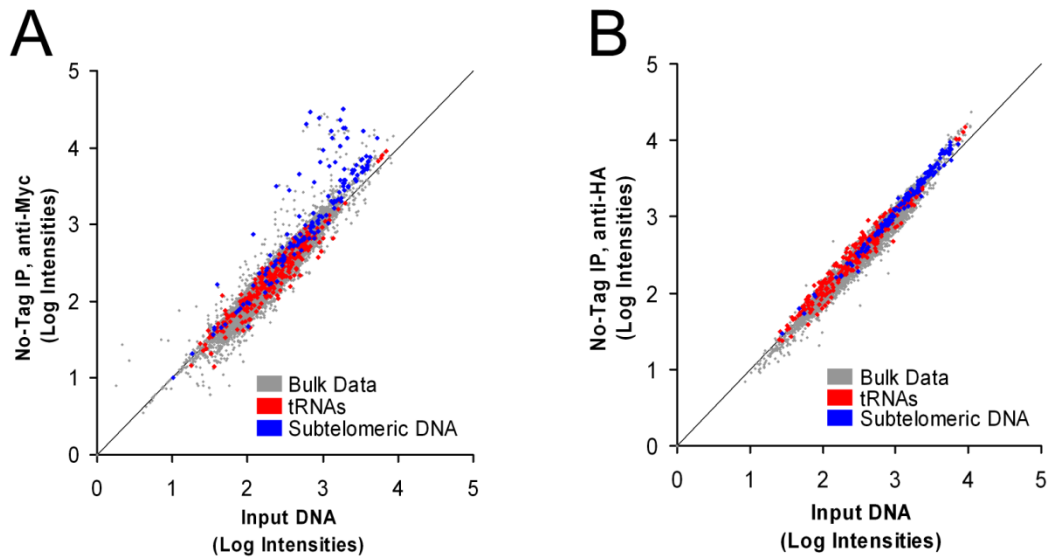 A
5
4
3
2
1
0
No-Tag IP, anti-Myc
(Log Intensities)
Bulk Data
tRNAs
Subtelomeric DNA
0 1 2 3 4 5
Input DNA
(Log Intensities)
B
5
4
3
2
1
0
No-Tag IP, anti-HA
(Log Intensities)
Bulk Data
tRNAs
Subtelomeric DNA
0 1 2 3 4 5
Input DNA
(Log Intensities)